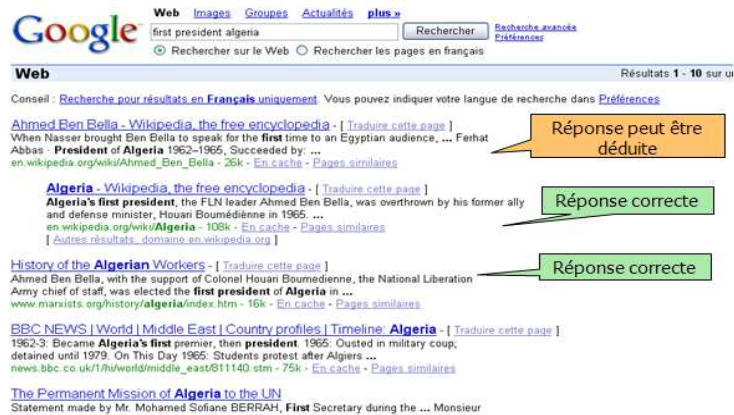 Google
Web Images Groupes Actualités plus »
first president algeria Rechercher Recherche avancée
Préférences
Rechercher sur le Web Rechercher les pages en français
Web Résultats 1 - 10 sur
Conseil : Recherche pour résultats en Français uniquement. Vous pouvez indiquer votre langue de recherche dans Préférences
Ahmed Ben Bella - Wikipedia, the free encyclopedia - [ Traduire cette page ]
When Nasser brought Ben Bella to speak for the first time to an Egyptian audience, ... Ferhat
Abbas · President of Algeria 1962–1965, Succeeded by: ...
en.wikipedia.org/wiki/Ahmed_Ben_Bella - 26k - En cache - Pages similaires
Réponse peut être
déduite
Algeria - Wikipedia, the free encyclopedia - [ Traduire cette page ]
Algeria's first president, the FLN leader Ahmed Ben Bella, was overthrown by his former ally
and defense minister, Houari Boumédiènne in 1965. ...
en.wikipedia.org/wiki/Algeria - 108k - En cache - Pages similaires
[ Autres résultats, domaine en.wikipedia.org ]
Réponse correcte
History of the Algerian Workers - [ Traduire cette page ]
Ahmed Ben Bella, with the support of Colonel Houari Boumedienne, the National Liberation
Army chief of staff, was elected the first president of Algeria in ...
www.marxists.org/history/algeria/index.htm - 16k - En cache - Pages similaires
Réponse correcte
BBC NEWS | World | Middle East | Country profiles | Timeline: Algeria - [ Traduire cette page ]
1962-3: Became Algeria's first premier, then president. 1965: Ousted in military coup;
detained until 1979. On This Day 1965: Students protest after Algiers ...
news.bbc.co.uk/1/hi/world/middle_east/811140.stm - 75k - En cache - Pages similaires
The Permanent Mission of Algeria to the UN
Statement made by Mr. Mohamed Sofiane BERRAH, First Secretary during the ... Monsieur